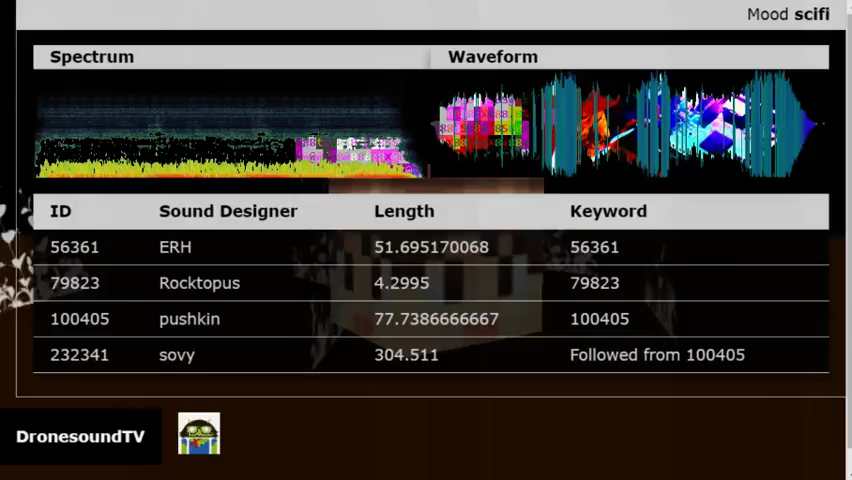 Mood scifi
Spectrum Waveform
ID Sound Designer Length Keyword
56361 ERH 51.695170068 56361
79823 Rocktopus 4.2995 79823
100405 pushkin 77.7386666667 100405
232341 sovy 304.511 Followed from 100405
DronesoundTV